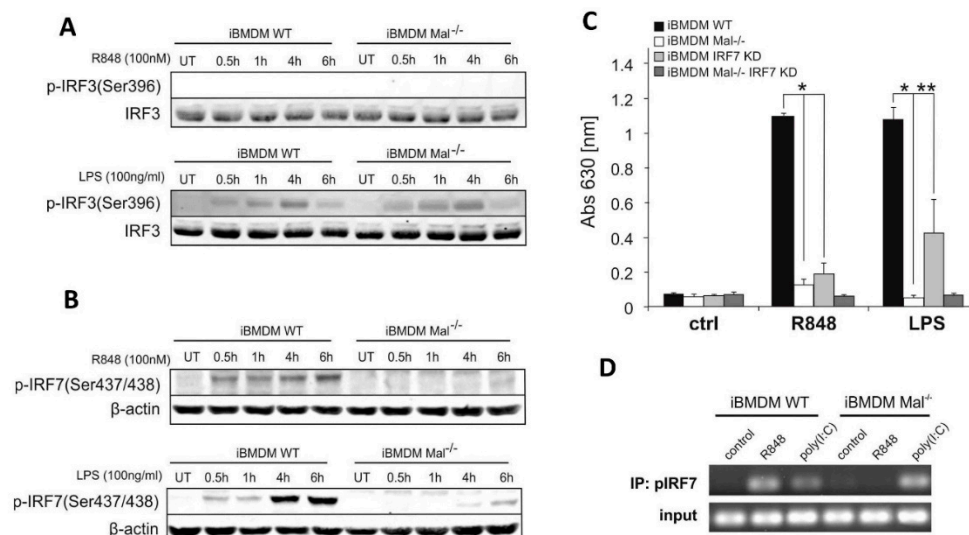 A
iBMDM WT iBMDM Mal-/-
R848 (100nM) UT 0.5h 1h 4h 6h UT 0.5h 1h 4h 6h
p-IRF3(Ser396)
IRF3
iBMDM WT iBMDM Mal-/-
LPS (100ng/ml) UT 0.5h 1h 4h 6h UT 0.5h 1h 4h 6h
p-IRF3(Ser396)
IRF3
B
iBMDM WT iBMDM Mal-/-
R848 (100nM) UT 0.5h 1h 4h 6h UT 0.5h 1h 4h 6h
p-IRF7(Ser437/438)
β-actin
iBMDM WT iBMDM Mal-/-
LPS (100ng/ml) UT 0.5h 1h 4h 6h UT 0.5h 1h 4h 6h
p-IRF7(Ser437/438)
β-actin
C
iBMDM WT
iBMDM Mal-/-
iBMDM IRF7 KD
iBMDM Mal-/- IRF7 KD
* * **
Abs 630 [nm]
1.4
1.2
1
0.8
0.6
0.4
0.2
0
ctrl R848 LPS
D
iBMDM WT iBMDM Mal-/-
control R848 poly(I:C) control R848 poly(I:C)
IP: pIRF7
input